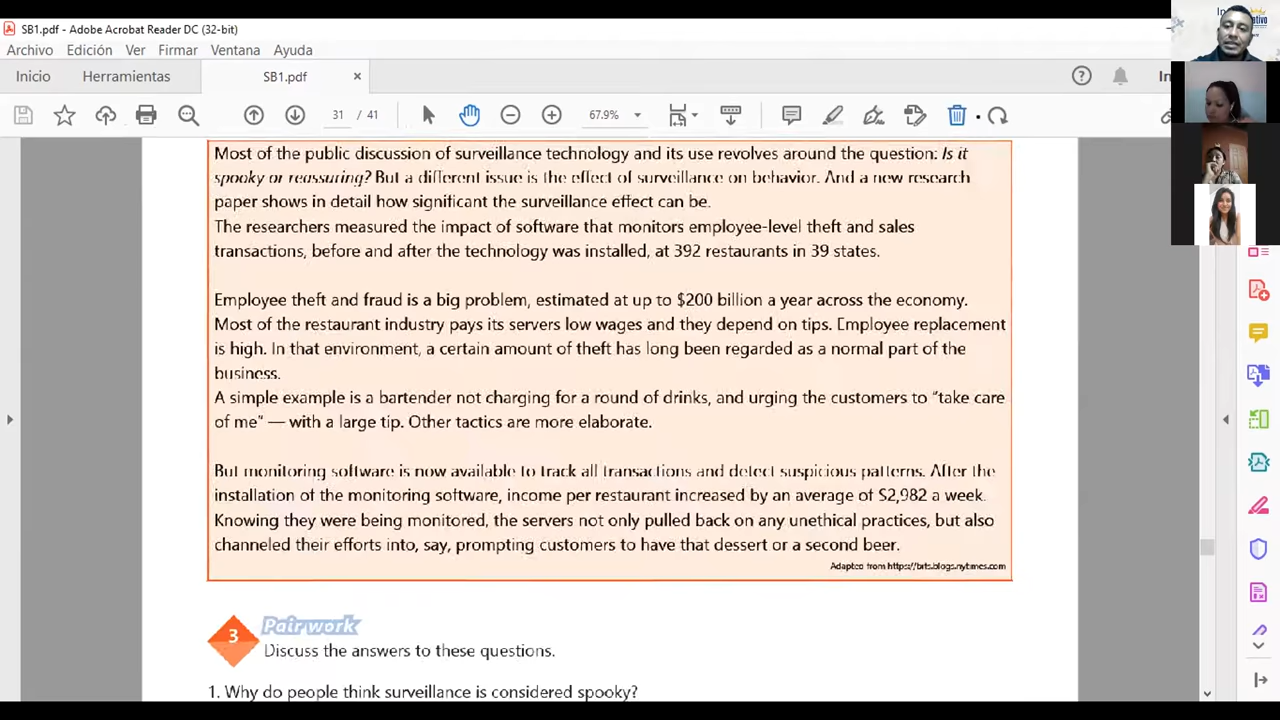 SB1.pdf - Adobe Acrobat Reader DC (32-bit)
Archivo Edición Ver Firmar Ventana Ayuda
Inicio Herramientas SB1.pdf
31 / 41 67.9%
Most of the public discussion of surveillance technology and its use revolves around the question: Is it
spooky or reassuring? But a different issue is the effect of surveillance on behavior. And a new research
paper shows in detail how significant the surveillance effect can be.
The researchers measured the impact of software that monitors employee-level theft and sales
transactions, before and after the technology was installed, at 392 restaurants in 39 states.
Employee theft and fraud is a big problem, estimated at up to $200 billion a year across the economy.
Most of the restaurant industry pays its servers low wages and they depend on tips. Employee replacement
is high. In that environment, a certain amount of theft has long been regarded as a normal part of the
business.
A simple example is a bartender not charging for a round of drinks, and urging the customers to “take care
of me” — with a large tip. Other tactics are more elaborate.
But monitoring software is now available to track all transactions and detect suspicious patterns. After the
installation of the monitoring software, income per restaurant increased by an average of $2,982 a week.
Knowing they were being monitored, the servers not only pulled back on any unethical practices, but also
channeled their efforts into, say, prompting customers to have that dessert or a second beer.
Adapted from https://bits.blogs.nytimes.com
3 Pair work
Discuss the answers to these questions.
1. Why do people think surveillance is considered spooky?